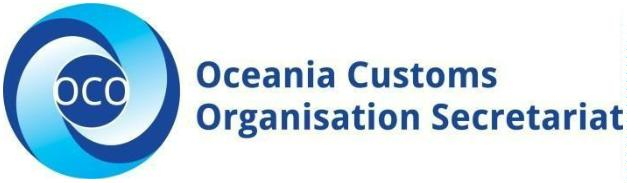 OCO
Oceania Customs
Organisation Secretariat